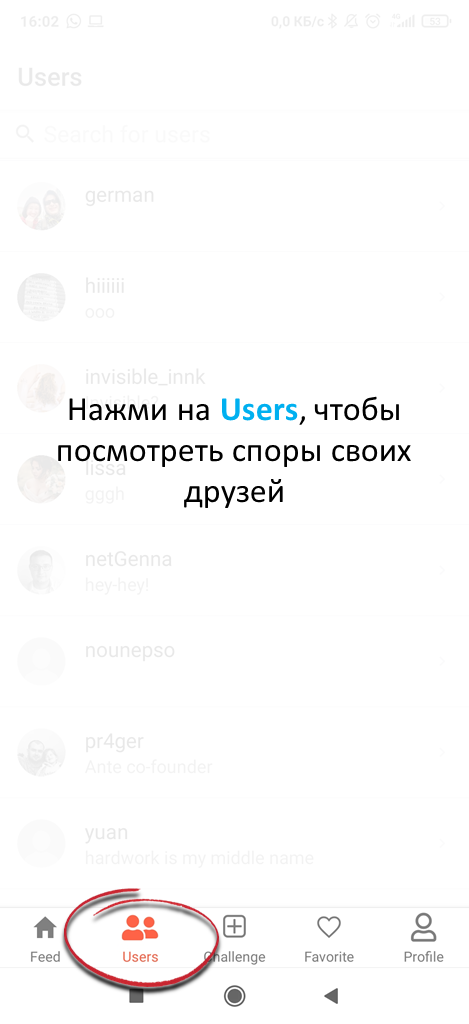 16:02
0,0 КБ/с
53
Users
Search for users
german
hiiiiii
ooo
invisible_innk
Нажми на Users, чтобы
посмотреть споры своих
друзей
lissa
gggh
netGenna
hey-hey!
nounepso
pr4ger
Ante co-founder
yuan
hardwork is my middle name
Feed
Users
Challenge
Favorite
Profile